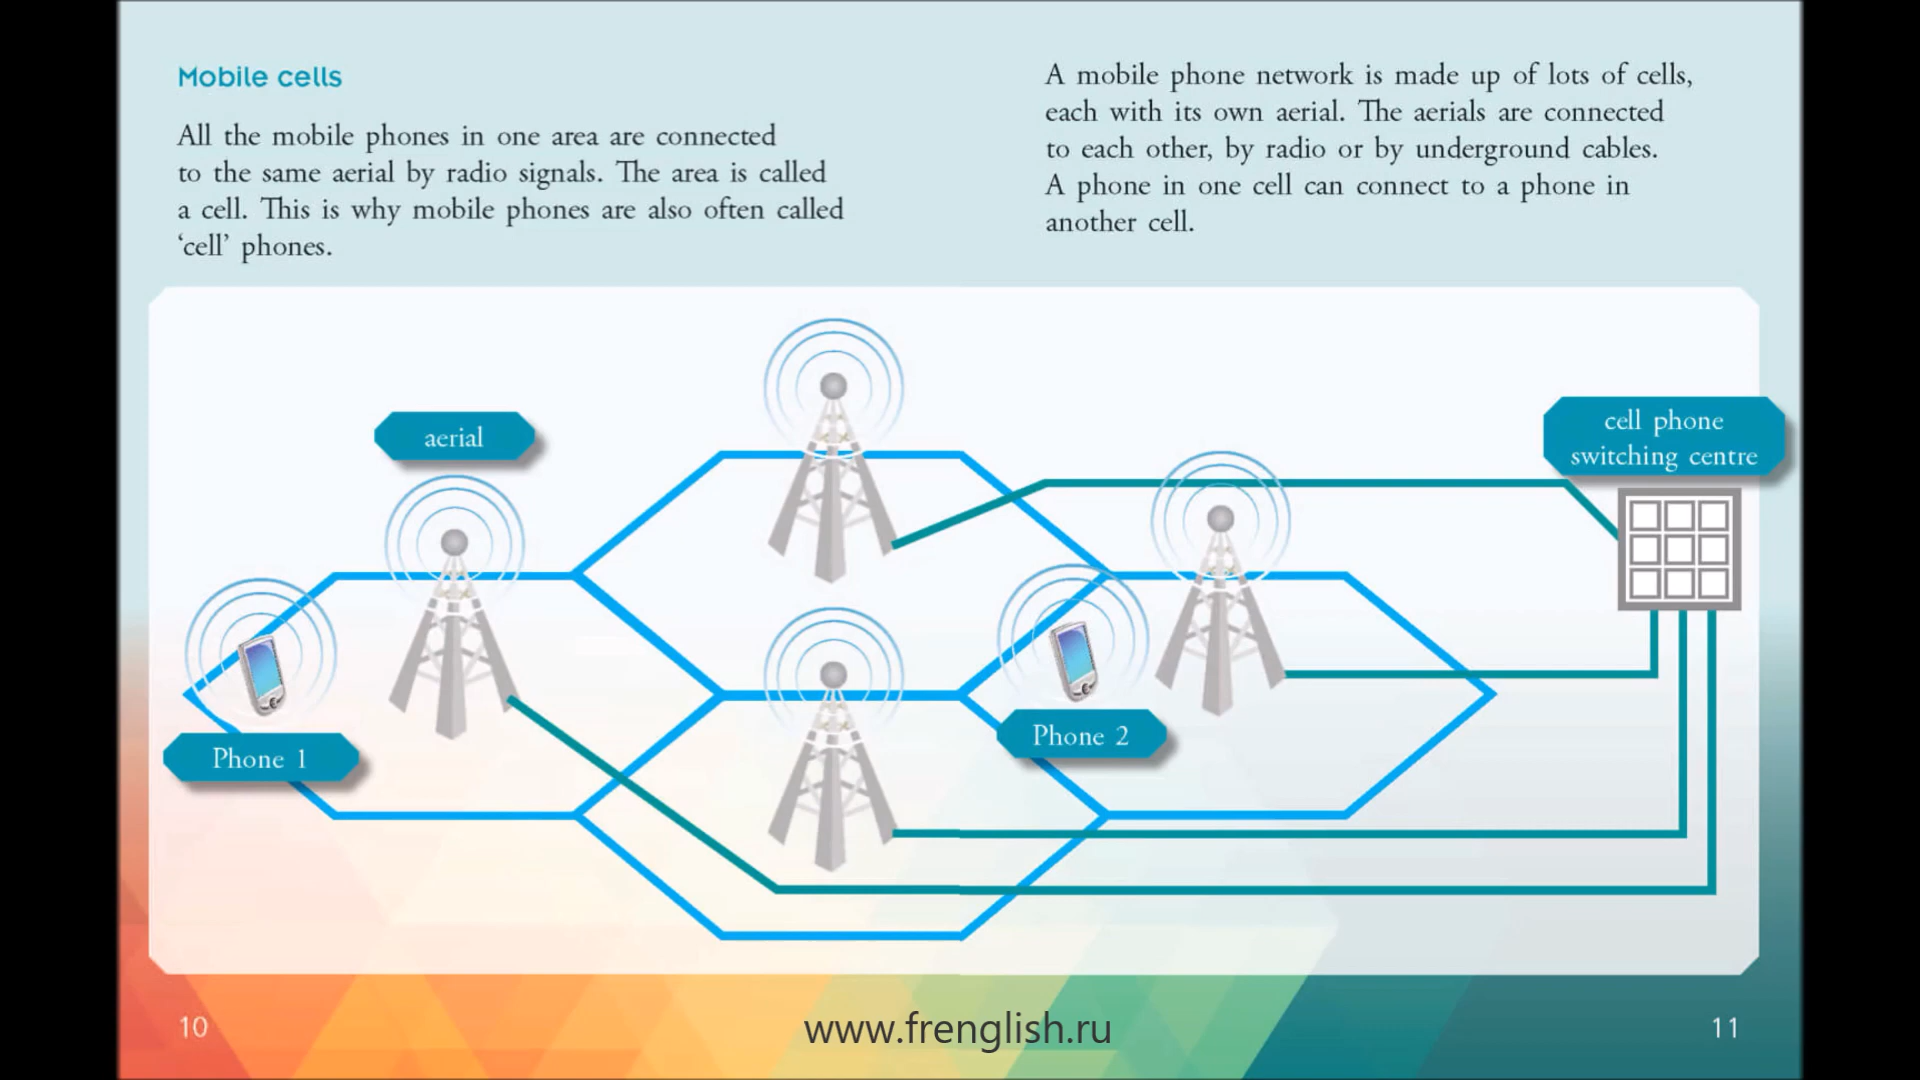 Mobile cells
All the mobile phones in one area are connected
to the same aerial by radio signals. The area is called
a cell. This is why mobile phones are also often called
‘cell’ phones.
A mobile phone network is made up of lots of cells,
each with its own aerial. The aerials are connected
to each other, by radio or by underground cables.
A phone in one cell can connect to a phone in
another cell.
aerial
cell phone
switching centre
Phone 1
Phone 2
10
www.frenglish.ru
11